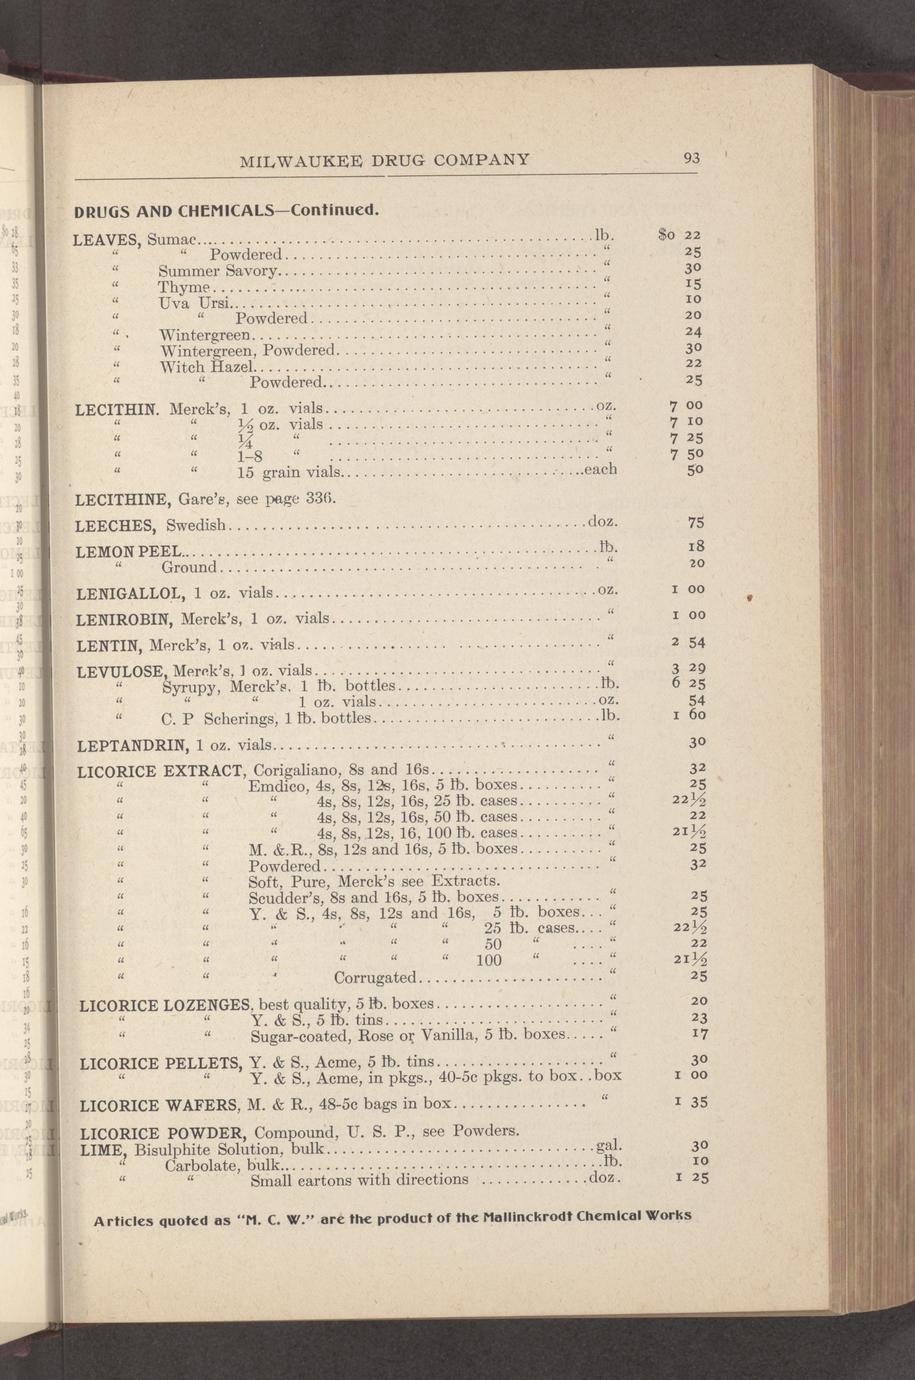 MILWAUKEE DRUG COMPANY 93
DRUGS AND CHEMICALS—Continued.
LEAVES, Sumac..........lb. $0 22
“ “ Powdered..........“ 25
“ Summer Savory..........“ 30
“ Thyme..........“ 15
“ Uva Ursi..........“ 10
“ “ Powdered..........“ 20
“ Wintergreen..........“ 24
“ Wintergreen, Powdered..........“ 30
“ Witch Hazel..........“ 22
“ “ Powdered..........“ 25
LECITHIN. Merck's, 1 oz. vials..........oz. 7 00
“ “ ½ oz. vials..........“ 7 10
“ “ ¼ “ ..........“ 7 25
“ “ 1-8 “ ..........“ 7 50
“ “ 15 grain vials..........each 50
LECITHINE, Gare's, see page 336.
LEECHES, Swedish..........doz. 75
LEMON PEEL..........lb. 18
“ Ground..........“ 20
LENIGALLOL, 1 oz. vials..........oz. 1 00
LENIROBIN, Merck's, 1 oz. vials..........“ 1 00
LENTIN, Merck's, 1 oz. vials..........“ 2 54
LEVULOSE, Merck's, 1 oz. vials..........“ 3 29
“ Syrupy, Merck's. 1 lb. bottles..........lb. 6 25
“ “ “ 1 oz. vials..........oz. 54
“ C. P Scherings, 1 lb. bottles..........lb. 1 60
LEPTANDRIN, 1 oz. vials..........“ 30
LICORICE EXTRACT, Corigaliano, 8s and 16s..........“ 32
“ “ Emdico, 4s, 8s, 12s, 16s, 5 lb. boxes..........“ 25
“ “ “ 4s, 8s, 12s, 16s, 25 lb. cases..........“ 22½
“ “ “ 4s, 8s, 12s, 16s, 50 lb. cases..........“ 22
“ “ “ 4s, 8s, 12s, 16, 100 lb. cases..........“ 21½
“ “ M. & R., 8s, 12s and 16s, 5 lb. boxes..........“ 25
“ “ Powdered..........“ 32
“ “ Soft, Pure, Merck's see Extracts.
“ “ Scudder's, 8s and 16s, 5 lb. boxes..........“ 25
“ “ Y. & S., 4s, 8s, 12s and 16s, 5 lb. boxes...“ 25
“ “ “ “ “ “ 25 lb. cases....“ 22½
“ “ “ “ “ “ 50 “ ....“ 22
“ “ “ “ “ “ 100 “ ....“ 21½
“ “ “ Corrugated..........“ 25
LICORICE LOZENGES, best quality, 5 lb. boxes..........“ 20
“ “ Y. & S., 5 lb. tins..........“ 23
“ “ Sugar-coated, Rose or Vanilla, 5 lb. boxes.....“ 17
LICORICE PELLETS, Y. & S., Acme, 5 lb. tins..........“ 30
“ “ Y. & S., Acme, in pkgs., 40-5c pkgs. to box..box 1 00
LICORICE WAFERS, M. & R., 48-5c bags in box..........“ 1 35
LICORICE POWDER, Compound, U. S. P., see Powders.
LIME, Bisulphite Solution, bulk..........gal. 30
“ Carbolate, bulk..........lb. 10
“ “ Small cartons with directions ..........doz. 1 25
Articles quoted as "M. C. W." are the product of the Mallinckrodt Chemical Works